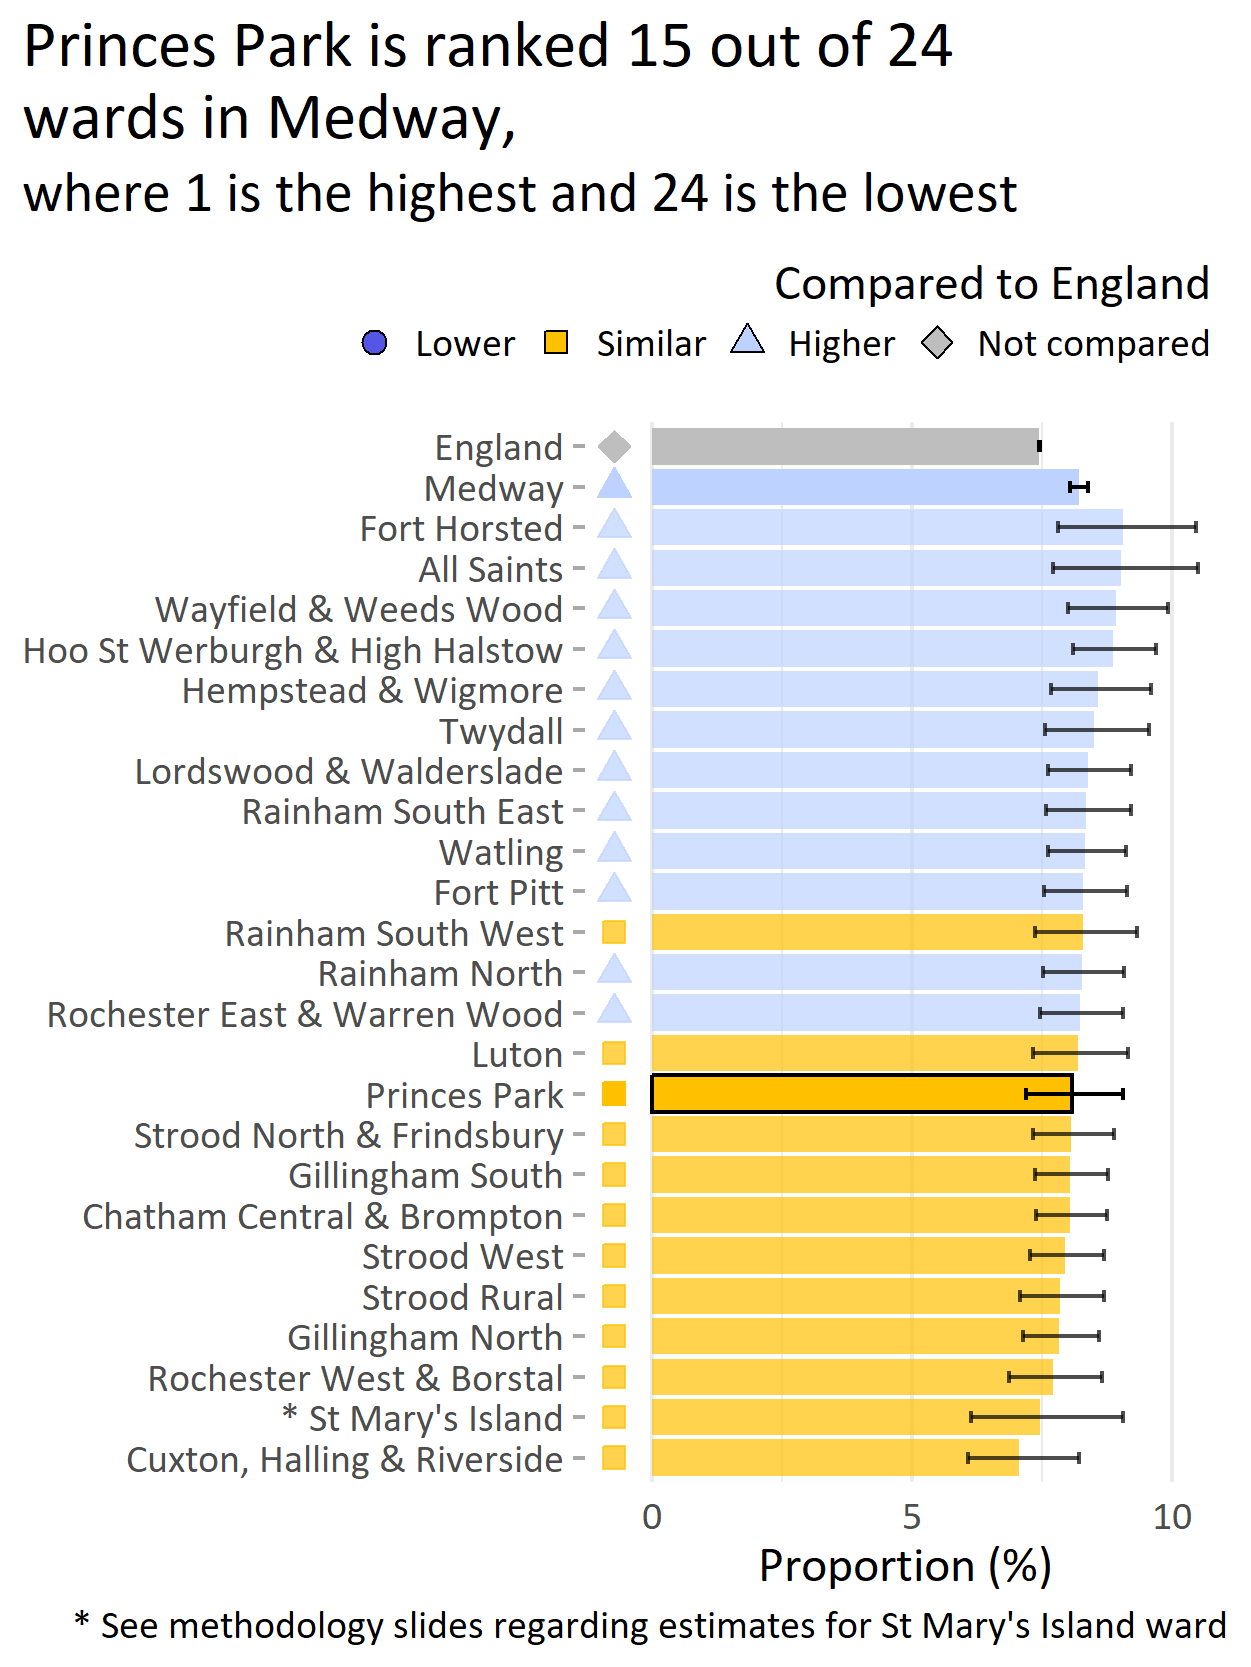 Princes Park is ranked 15 out of 24
wards in Medway,
where 1 is the highest and 24 is the lowest
Compared to England
Lower Similar Higher Not compared
England
Medway
Fort Horsted
All Saints
Wayfield & Weeds Wood
Hoo St Werburgh & High Halstow
Hempstead & Wigmore
Twydall
Lordswood & Walderslade
Rainham South East
Watling
Fort Pitt
Rainham South West
Rainham North
Rochester East & Warren Wood
Luton
Princes Park
Strood North & Frindsbury
Gillingham South
Chatham Central & Brompton
Strood West
Strood Rural
Gillingham North
Rochester West & Borstal
* St Mary's Island
Cuxton, Halling & Riverside
0 5 10
Proportion (%)
* See methodology slides regarding estimates for St Mary's Island ward